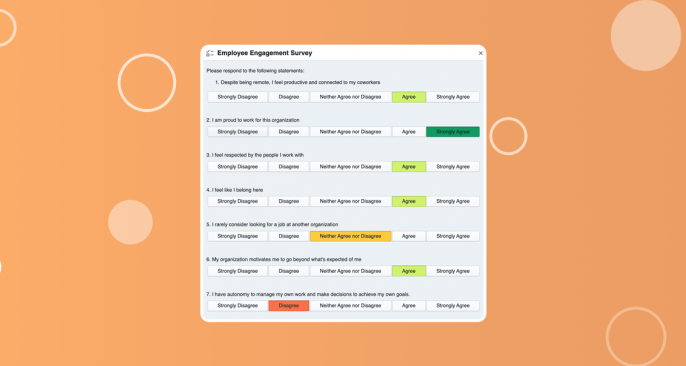 Employee Engagement Survey
×
Please respond to the following statements:
1. Despite being remote, I feel productive and connected to my coworkers
Strongly Disagree Disagree Neither Agree nor Disagree Agree Strongly Agree
2. I am proud to work for this organization
Strongly Disagree Disagree Neither Agree nor Disagree Agree Strongly Agree
3. I feel respected by the people I work with
Strongly Disagree Disagree Neither Agree nor Disagree Agree Strongly Agree
4. I feel like I belong here
Strongly Disagree Disagree Neither Agree nor Disagree Agree Strongly Agree
5. I rarely consider looking for a job at another organization
Strongly Disagree Disagree Neither Agree nor Disagree Agree Strongly Agree
6. My organization motivates me to go beyond what's expected of me
Strongly Disagree Disagree Neither Agree nor Disagree Agree Strongly Agree
7. I have autonomy to manage my own work and make decisions to achieve my own goals.
Strongly Disagree Disagree Neither Agree nor Disagree Agree Strongly Agree